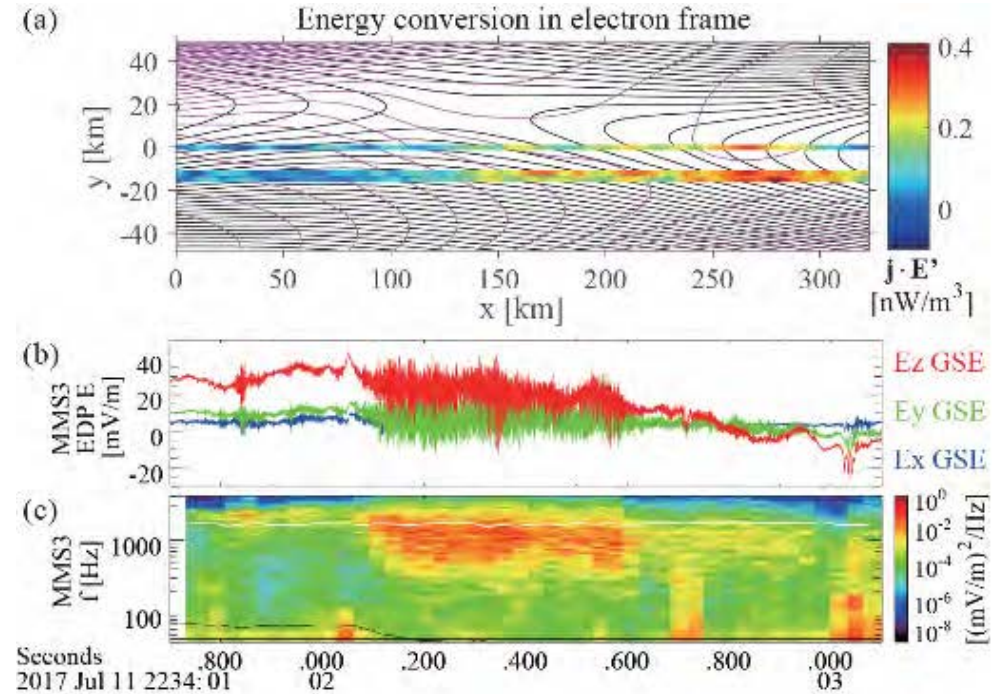 (a) Energy conversion in electron frame
y [km]
40
20
0
-20
-40
0 50 100 150 200 250 300
x [km]
0.4
0.2
0
j · E'
[nW/m³]
(b)
MMS3
EDP E
[mV/m]
40
20
0
-20
Ez GSE
Ey GSE
Ex GSE
(c)
MMS3
f [Hz]
1000
100
10⁰
10⁻²
10⁻⁴
10⁻⁶
10⁻⁸
[(mV/m)²/Hz]
Seconds .800 .000 .200 .400 .600 .800 .000
2017 Jul 11 2234: 01 02 03